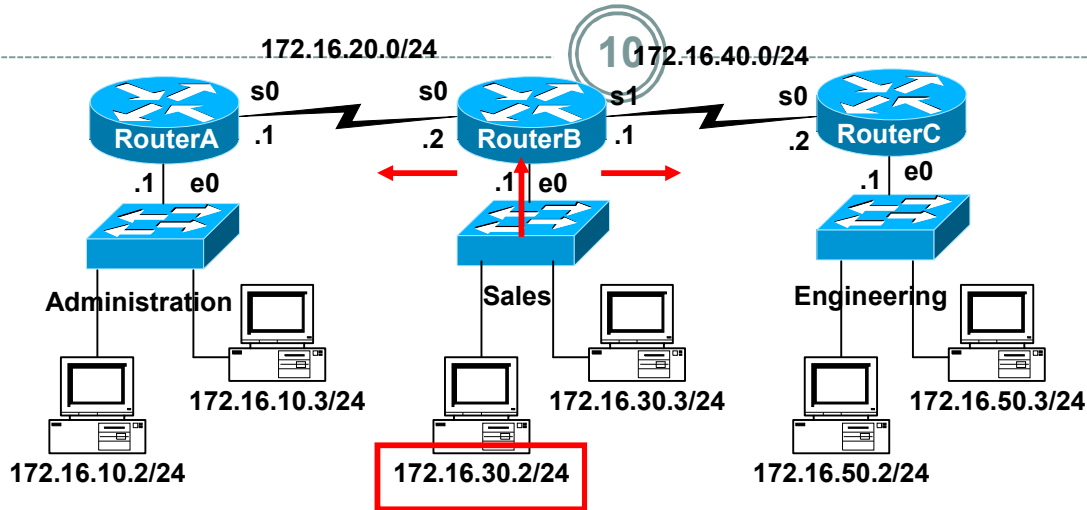 172.16.20.0/24
10
172.16.40.0/24
s0
s0
s1
s0
RouterA
.1
.2
RouterB
.1
.2
RouterC
.1
e0
.1
e0
.1
e0
Administration
Sales
Engineering
172.16.10.3/24
172.16.30.3/24
172.16.50.3/24
172.16.10.2/24
172.16.30.2/24
172.16.50.2/24